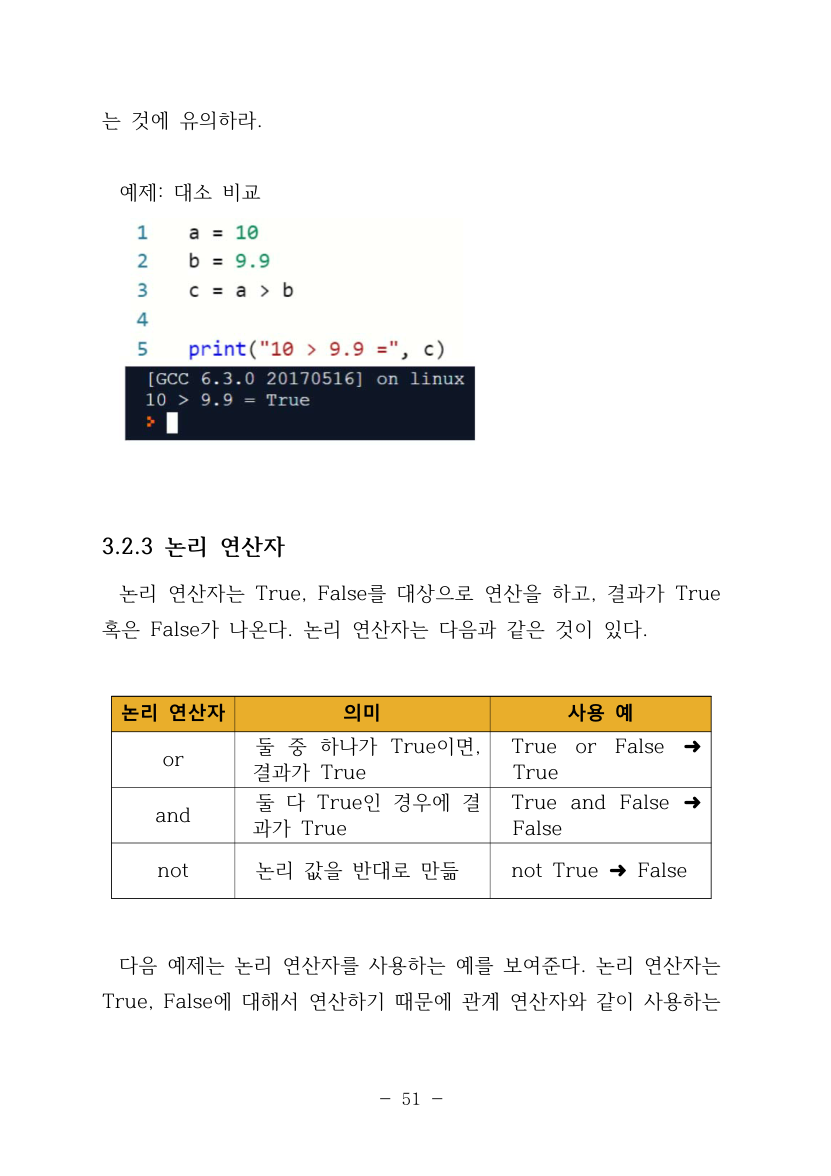 는 것에 유의하라.
예제: 대소 비교
1 a = 10
2 b = 9.9
3 c = a > b
4
5 print("10 > 9.9 =", c)
[GCC 6.3.0 20170516] on linux
10 > 9.9 = True
>
3.2.3 논리 연산자
논리 연산자는 True, False를 대상으로 연산을 하고, 결과가 True
혹은 False가 나온다. 논리 연산자는 다음과 같은 것이 있다.
논리 연산자 의미 사용 예
or 둘 중 하나가 True이면, True or False ➜
결과가 True True
and 둘 다 True인 경우에 결 True and False ➜
과가 True False
not 논리 값을 반대로 만듦 not True ➜ False
다음 예제는 논리 연산자를 사용하는 예를 보여준다. 논리 연산자는
True, False에 대해서 연산하기 때문에 관계 연산자와 같이 사용하는
- 51 -